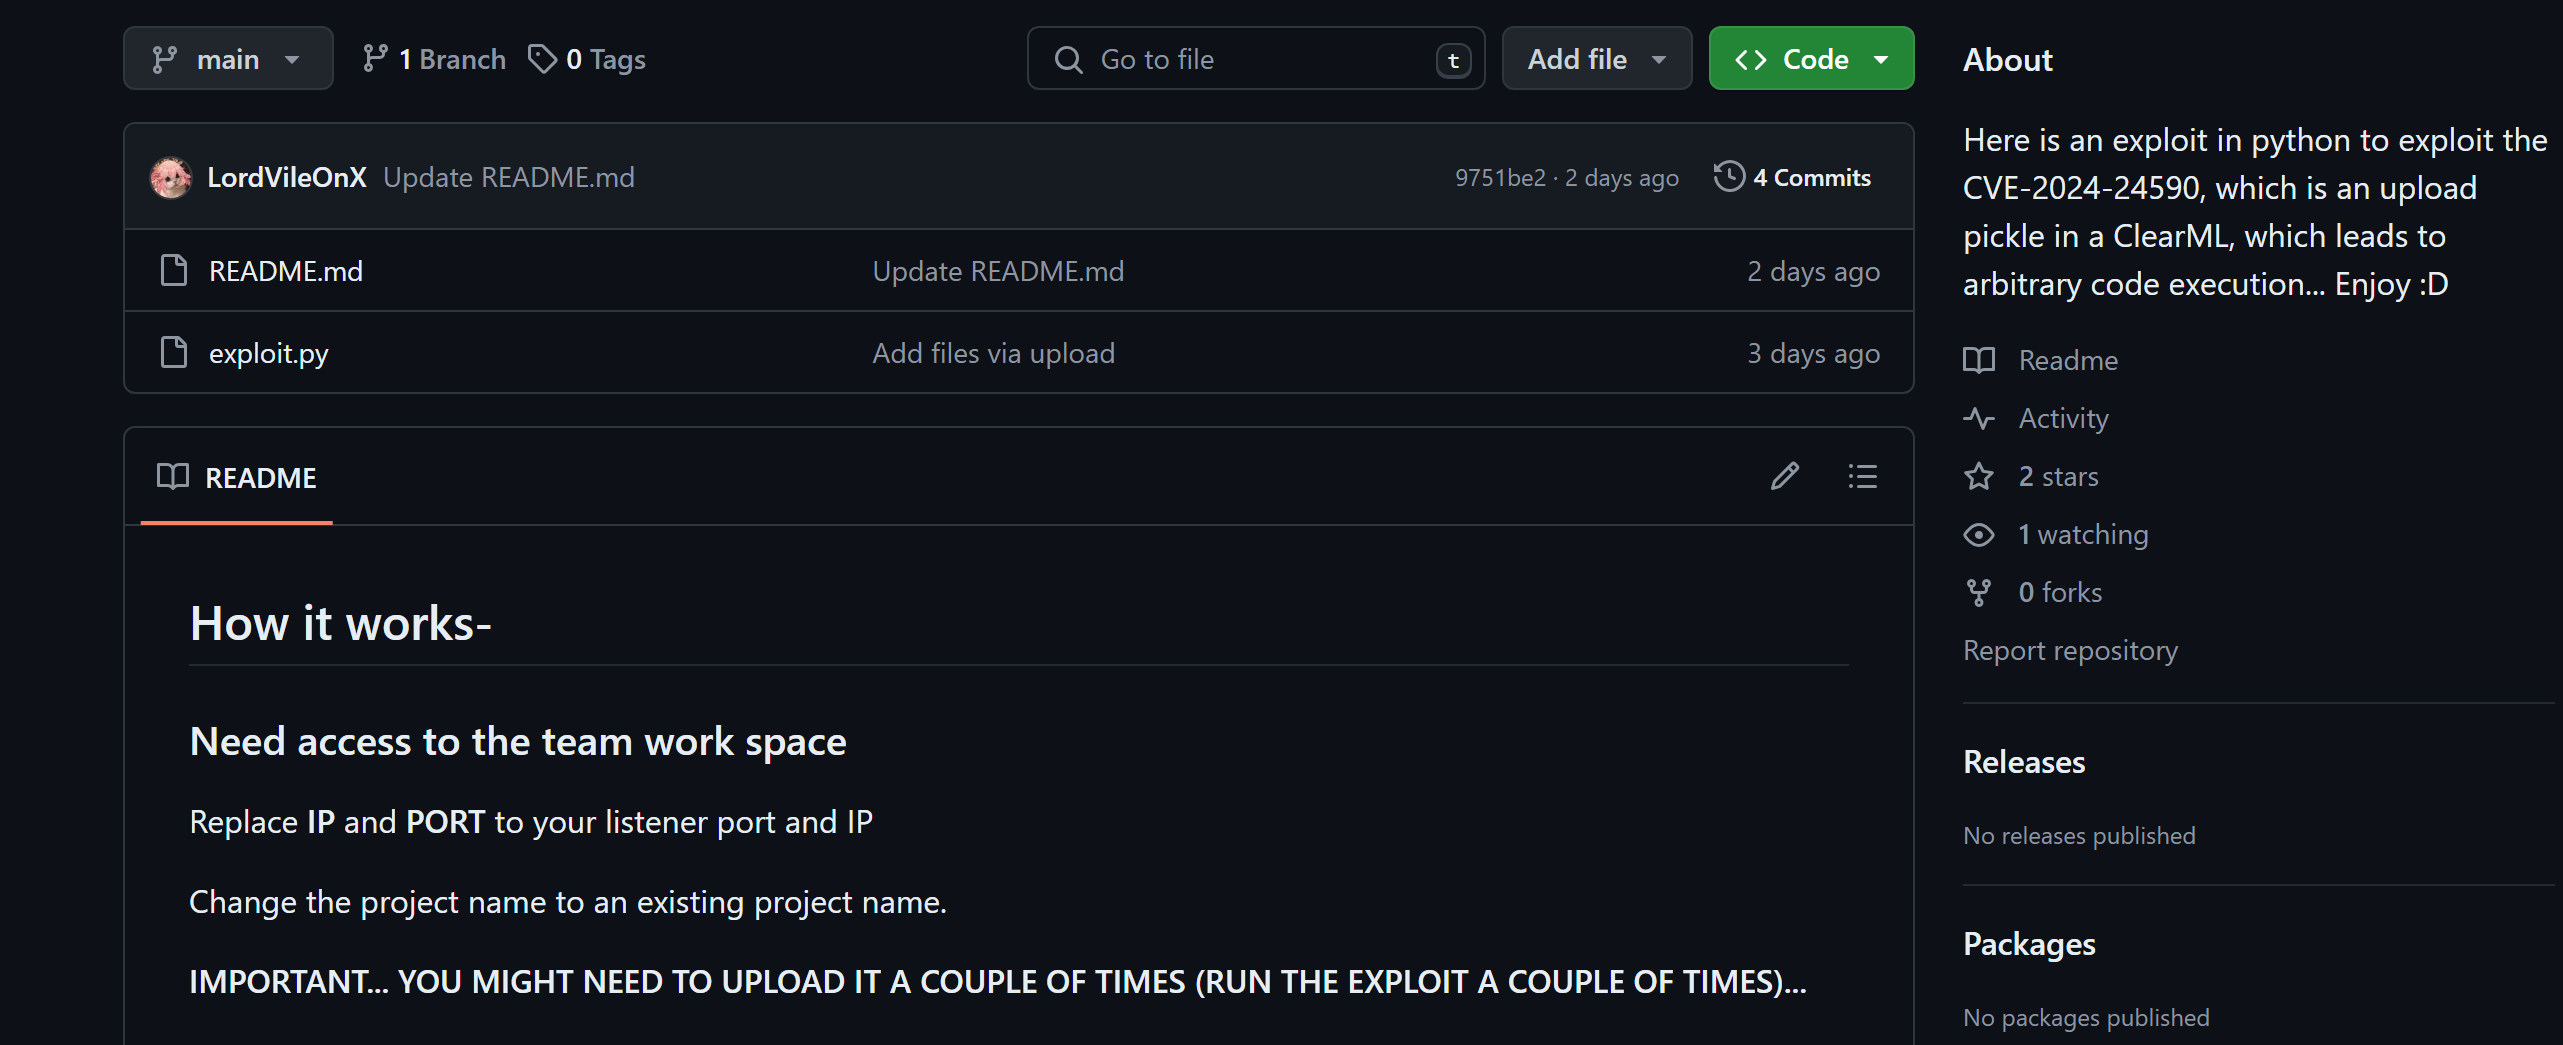 main
1 Branch
0 Tags
Go to file
t
Add file
Code
LordVileOnX Update README.md
9751be2 · 2 days ago
4 Commits
README.md Update README.md 2 days ago
exploit.py Add files via upload 3 days ago
README
How it works-
Need access to the team work space
Replace IP and PORT to your listener port and IP
Change the project name to an existing project name.
IMPORTANT... YOU MIGHT NEED TO UPLOAD IT A COUPLE OF TIMES (RUN THE EXPLOIT A COUPLE OF TIMES)...
About
Here is an exploit in python to exploit the
CVE-2024-24590, which is an upload
pickle in a ClearML, which leads to
arbitrary code execution... Enjoy :D
Readme
Activity
2 stars
1 watching
0 forks
Report repository
Releases
No releases published
Packages
No packages published